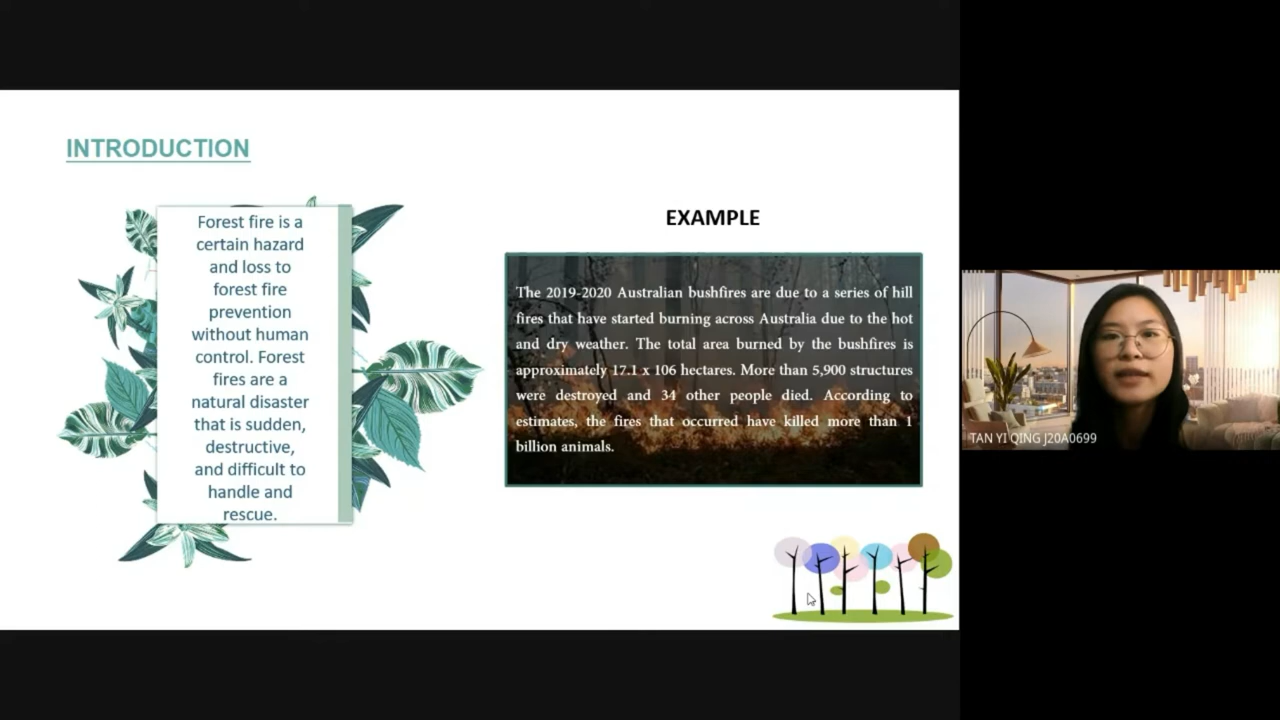 INTRODUCTION
Forest fire is a
certain hazard
and loss to
forest fire
prevention
without human
control. Forest
fires are a
natural disaster
that is sudden,
destructive,
and difficult to
handle and
rescue.
EXAMPLE
The 2019-2020 Australian bushfires are due to a series of hill
fires that have started burning across Australia due to the hot
and dry weather. The total area burned by the bushfires is
approximately 17.1 x 106 hectares. More than 5,900 structures
were destroyed and 34 other people died. According to
estimates, the fires that occurred have killed more than 1
billion animals.
TAN YI QING J20A0699